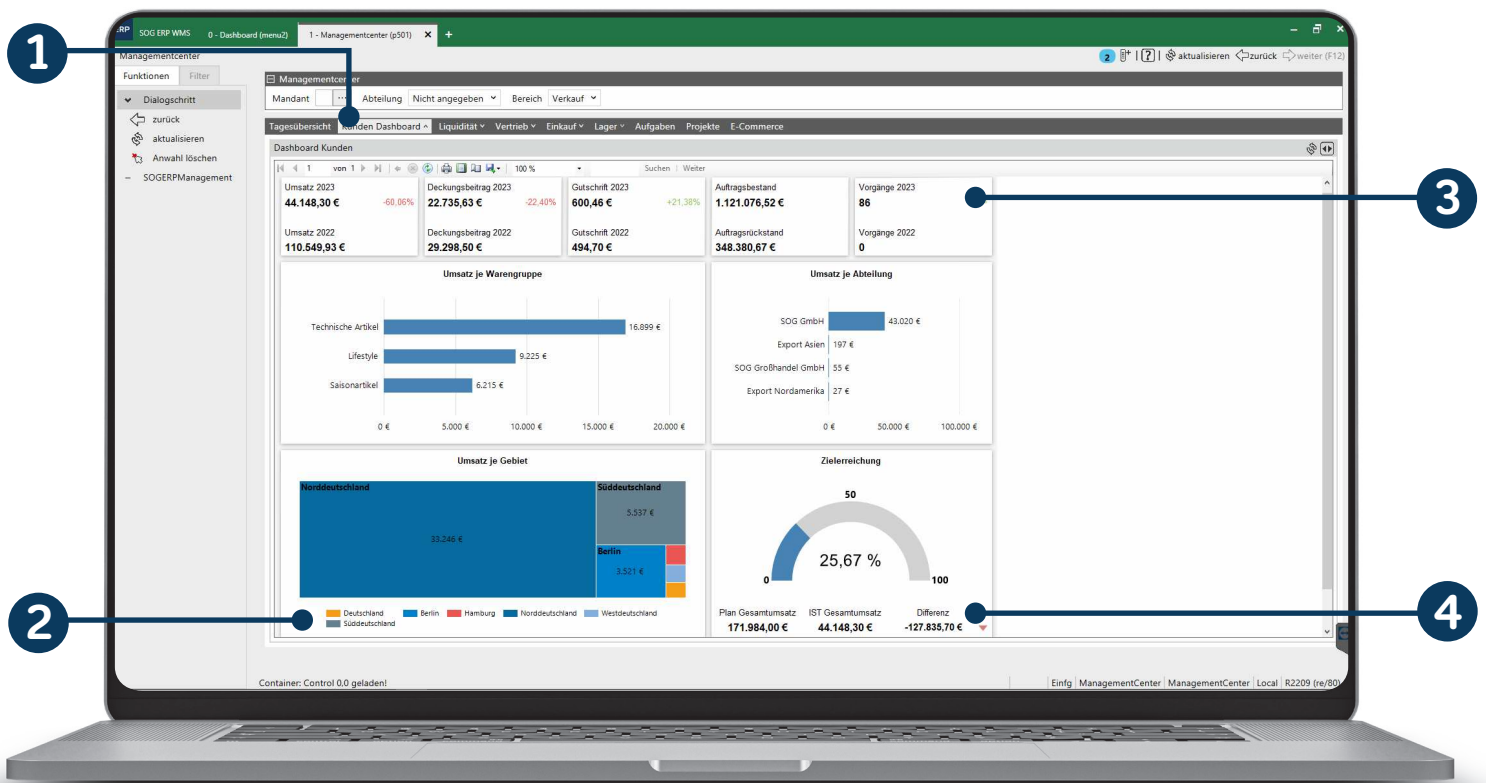 ERP SOG ERP WMS 0 - Dashboard (menu2) 1 - Managementcenter (p501) × +
1
Managementcenter 2 ? aktualisieren zurück weiter (F12)
Funktionen Filter
Dialogschritt
zurück
aktualisieren
Anwahl löschen
SOGERPManagement
Managementcenter
Mandant ... Abteilung Nicht angegeben Bereich Verkauf
Tagesübersicht Kunden Dashboard Liquidität Vertrieb Einkauf Lager Aufgaben Projekte E-Commerce
Dashboard Kunden
1 von 1 100 % Suchen | Weiter
Umsatz 2023
44.148,30 € -60,06%
Umsatz 2022
110.549,93 €
Deckungsbeitrag 2023
22.735,63 € -22,40%
Deckungsbeitrag 2022
29.298,50 €
Gutschrift 2023
600,46 € +21,38%
Gutschrift 2022
494,70 €
Auftragsbestand
1.121.076,52 €
Auftragsrückstand
348.380,67 €
Vorgänge 2023
86
Vorgänge 2022
0
3
Umsatz je Warengruppe
Technische Artikel 16.899 €
Lifestyle 9.225 €
Saisonartikel 6.215 €
0 € 5.000 € 10.000 € 15.000 € 20.000 €
Umsatz je Abteilung
SOG GmbH 43.020 €
Export Asien 197 €
SOG Großhandel GmbH 55 €
Export Nordamerika 27 €
0 € 50.000 € 100.000 €
Umsatz je Gebiet
Norddeutschland
33.246 €
Süddeutschland
5.537 €
Berlin
3.521 €
2
Deutschland Berlin Hamburg Norddeutschland Westdeutschland
Süddeutschland
Zielerreichung
50
25,67 %
0 100
Plan Gesamtumsatz IST Gesamtumsatz Differenz
171.984,00 € 44.148,30 € -127.835,70 €
4
Container: Control 0,0 geladen! Einfg ManagementCenter ManagementCenter Local R2209 (re/80)